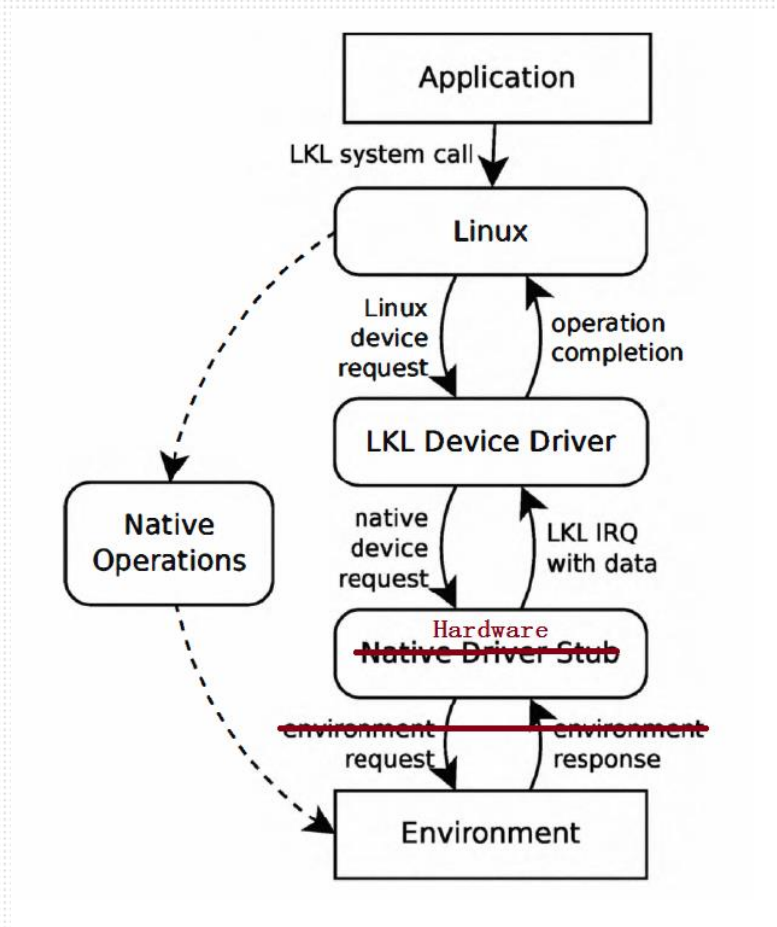 Application
LKL system call
Linux
Linux
device
request
operation
completion
LKL Device Driver
Native
Operations
native
device
request
LKL IRQ
with data
Hardware
Native Driver Stub
environment
request
environment
response
Environment